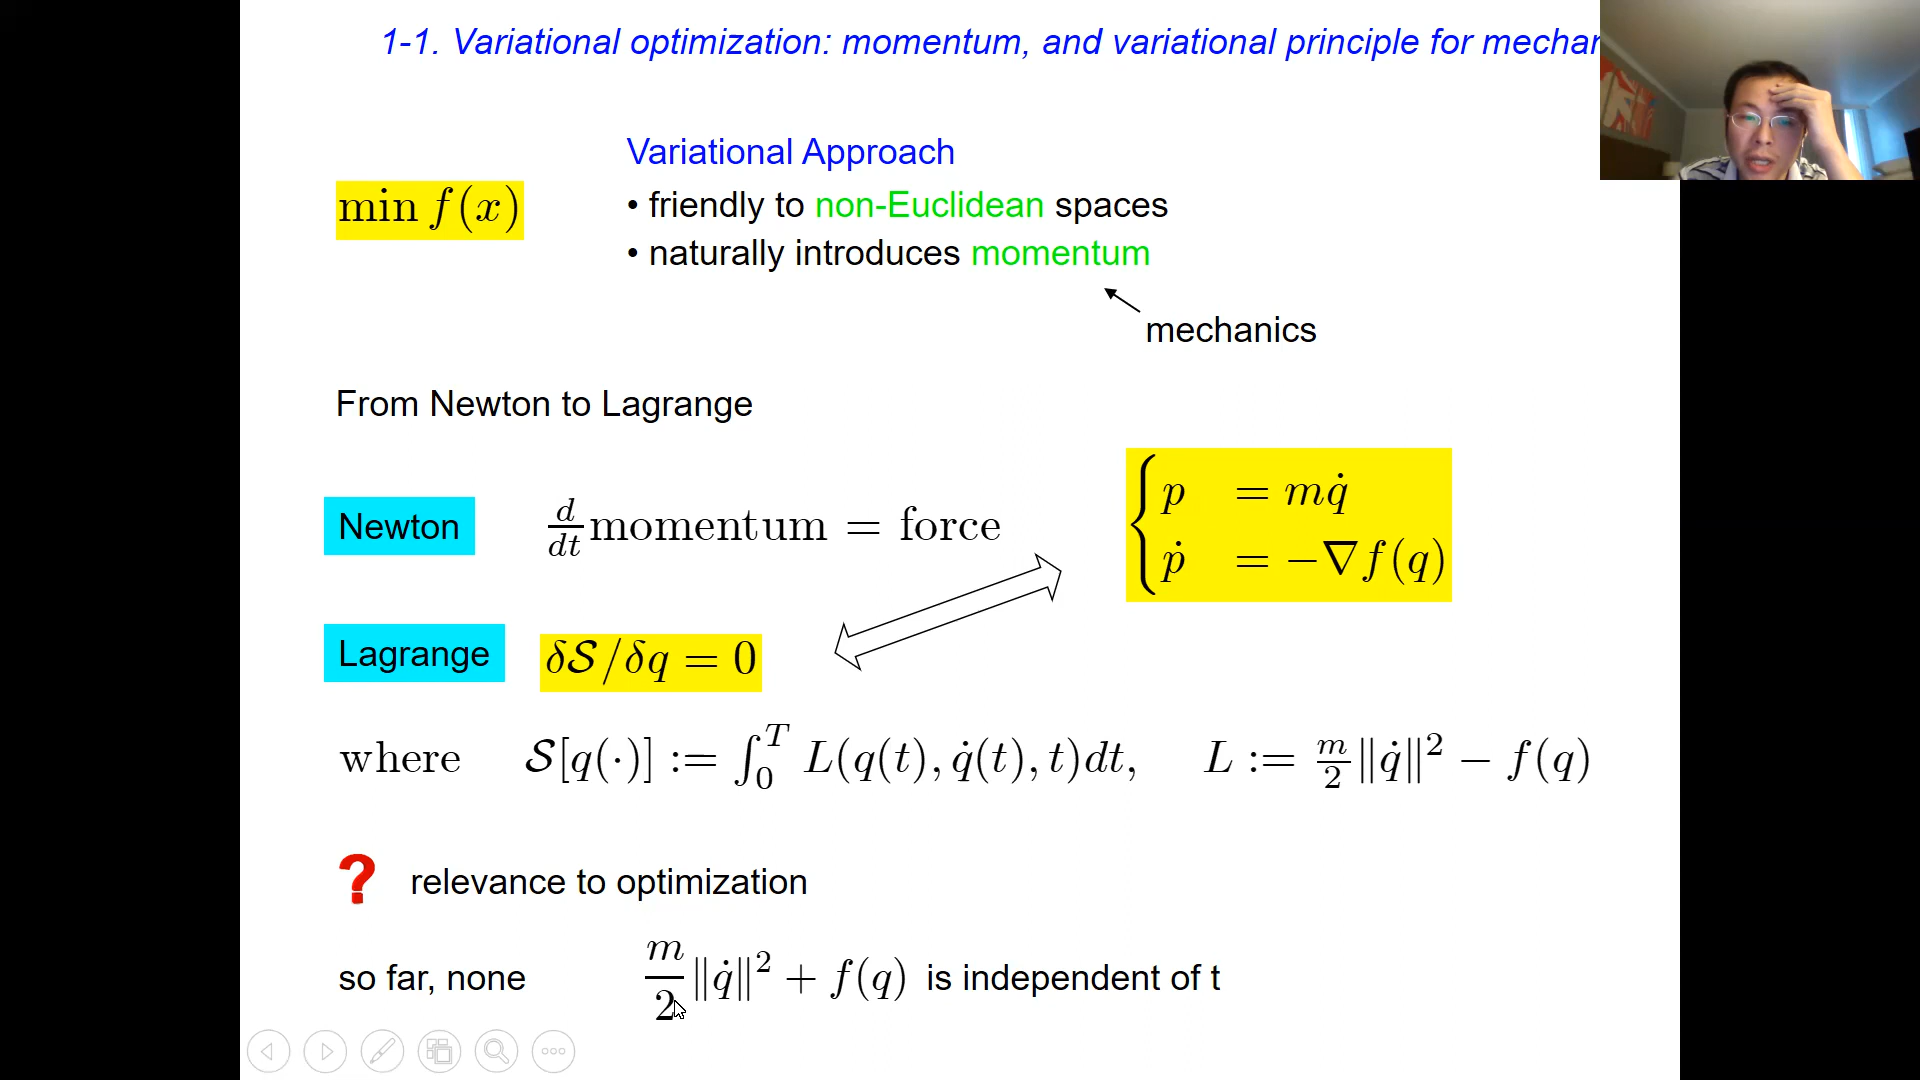 1-1. Variational optimization: momentum, and variational principle for mechan
Variational Approach
min f(x)
• friendly to non-Euclidean spaces
• naturally introduces momentum
mechanics
From Newton to Lagrange
Newton
d/dt momentum = force
{ p = mq̇
ṗ = −∇f(q)
Lagrange
δ𝒮/δq = 0
where 𝒮[q(·)] := ∫₀ᵀ L(q(t), q̇(t), t)dt, L := m/2 ‖q̇‖² − f(q)
? relevance to optimization
so far, none m/2 ‖q̇‖² + f(q) is independent of t